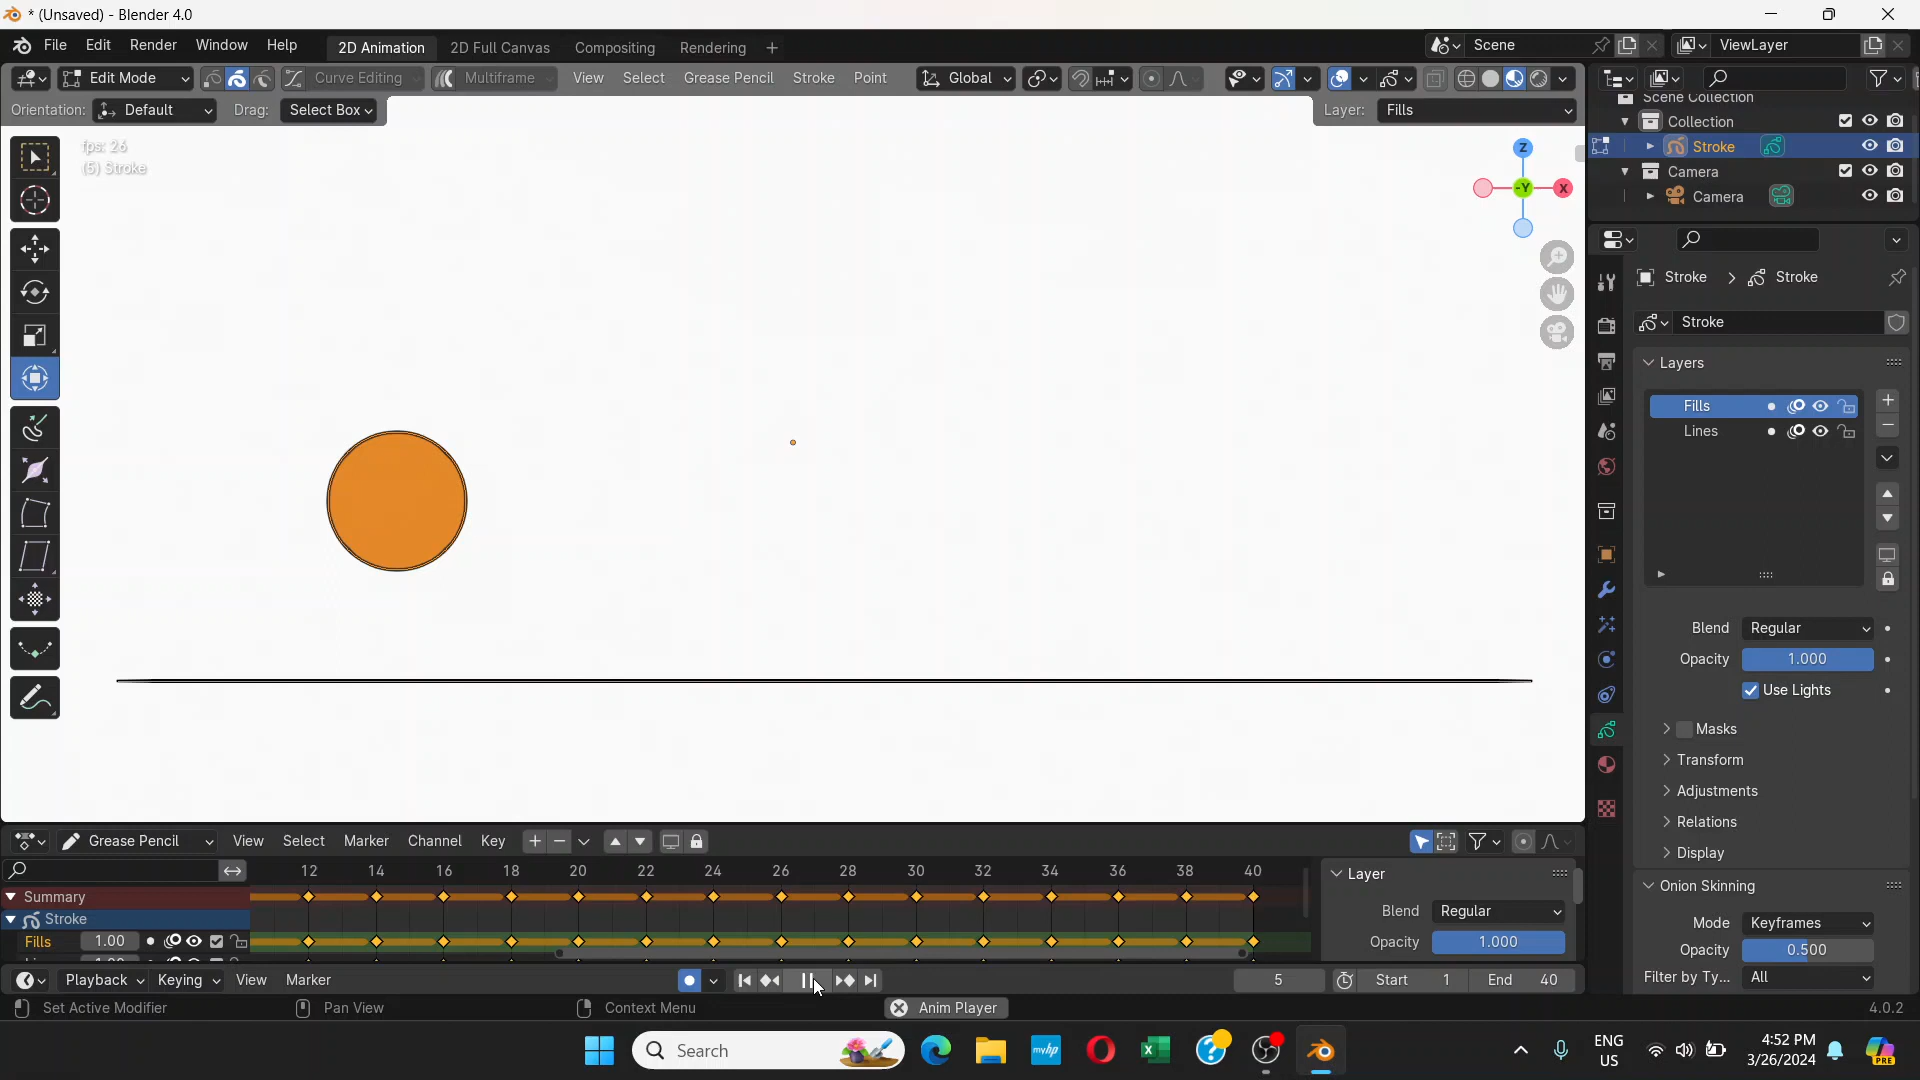 * (Unsaved) - Blender 4.0
File Edit Render Window Help 2D Animation 2D Full Canvas Compositing Rendering + Scene ViewLayer
Edit Mode Curve Editing Multiframe View Select Grease Pencil Stroke Point Global
Orientation: Default Drag: Select Box Layer: Fills
Scene Collection
Collection
Stroke
Camera
Camera
fps: 26
(5) Stroke
Z
-Y X
Stroke Stroke
Stroke
Layers
Fills
Lines
Blend Regular
Opacity 1.000
Use Lights
Masks
Transform
Adjustments
Relations
Display
Onion Skinning
Mode Keyframes
Opacity 0.500
Filter by Ty... All
Grease Pencil View Select Marker Channel Key
12 14 16 18 20 22 24 26 28 30 32 34 36 38 40
Summary
Stroke
Fills 1.00
Layer
Blend Regular
Opacity 1.000
Playback Keying View Marker 5 Start 1 End 40
Set Active Modifier Pan View Context Menu Anim Player 4.0.2
Search myhp ENG
US
4:52 PM
3/26/2024
PRE